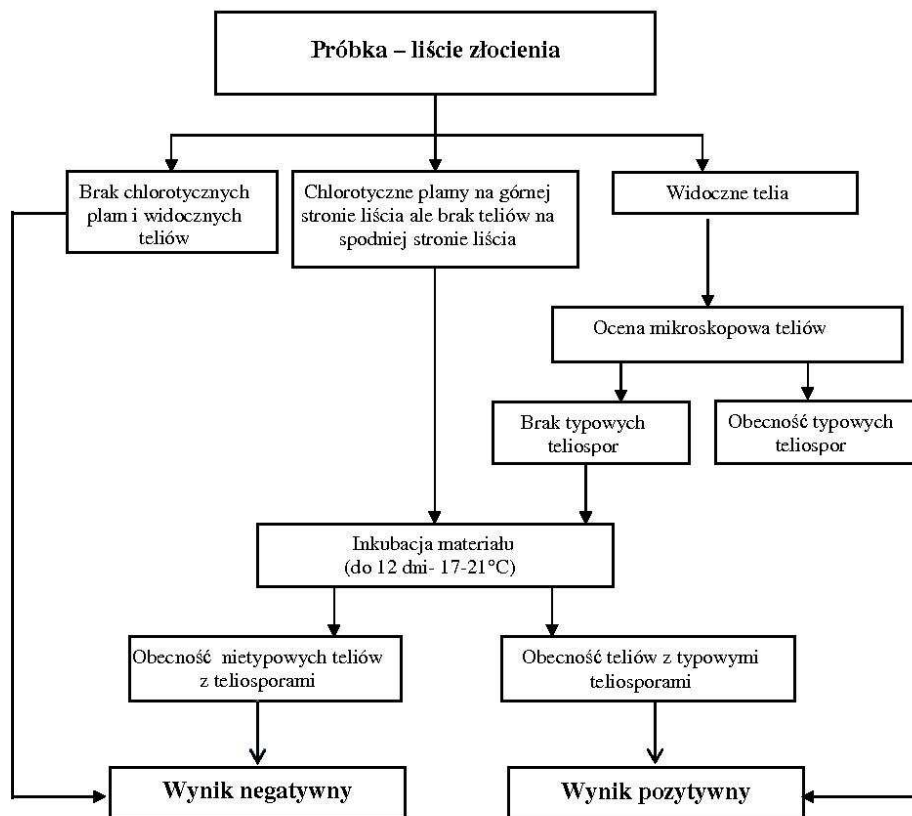 Próbka – liście złocienia
Brak chlorotycznych
plam i widocznych
teliów
Chlorotyczne plamy na górnej
stronie liścia ale brak teliów na
spodniej stronie liścia
Widoczne telia
Ocena mikroskopowa teliów
Brak typowych
teliospor
Obecność typowych
teliospor
Inkubacja materiału
(do 12 dni- 17-21°C)
Obecność nietypowych teliów
z teliosporami
Obecność teliów z typowymi
teliosporami
Wynik negatywny
Wynik pozytywny